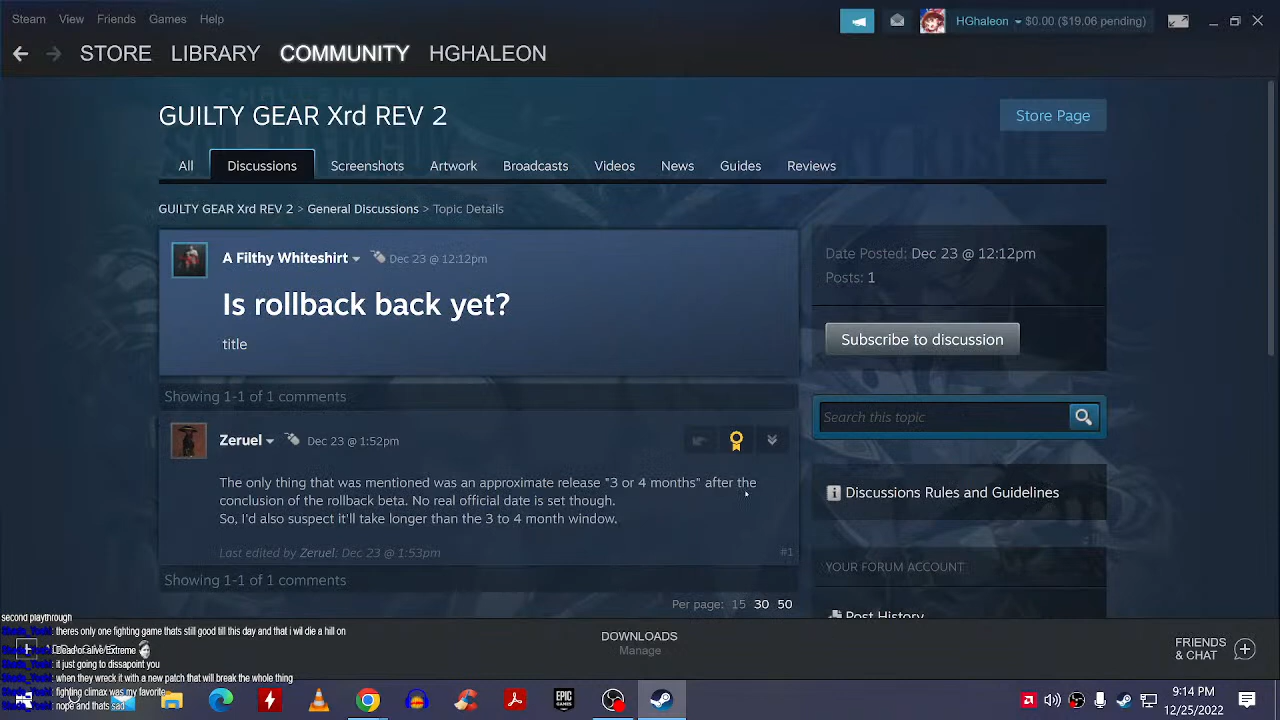 Steam View Friends Games Help
HGhaleon $0.00 ($19.06 pending)
STORE LIBRARY COMMUNITY HGHALEON
GUILTY GEAR Xrd REV 2
Store Page
All Discussions Screenshots Artwork Broadcasts Videos News Guides Reviews
GUILTY GEAR Xrd REV 2 > General Discussions > Topic Details
A Filthy Whiteshirt Dec 23 @ 12:12pm
Is rollback back yet?
title
Date Posted: Dec 23 @ 12:12pm
Posts: 1
Subscribe to discussion
Showing 1-1 of 1 comments
Search this topic
Zeruel Dec 23 @ 1:52pm
The only thing that was mentioned was an approximate release "3 or 4 months" after the
conclusion of the rollback beta. No real official date is set though.
So, I'd also suspect it'll take longer than the 3 to 4 month window.
Last edited by Zeruel; Dec 23 @ 1:53pm
#1
Discussions Rules and Guidelines
YOUR FORUM ACCOUNT
Post History
Showing 1-1 of 1 comments
Per page: 15 30 50
second playthrough
theres only one fighting game thats still good till this day and that i wil die a hill on
it just going to dissapoint you
when they wreck it with a new patch that will break the whole thing
fighting climax was my favorite
nope and thats sad
DOWNLOADS
Manage
FRIENDS
& CHAT
EPIC
GAMES
9:14 PM
12/25/2022